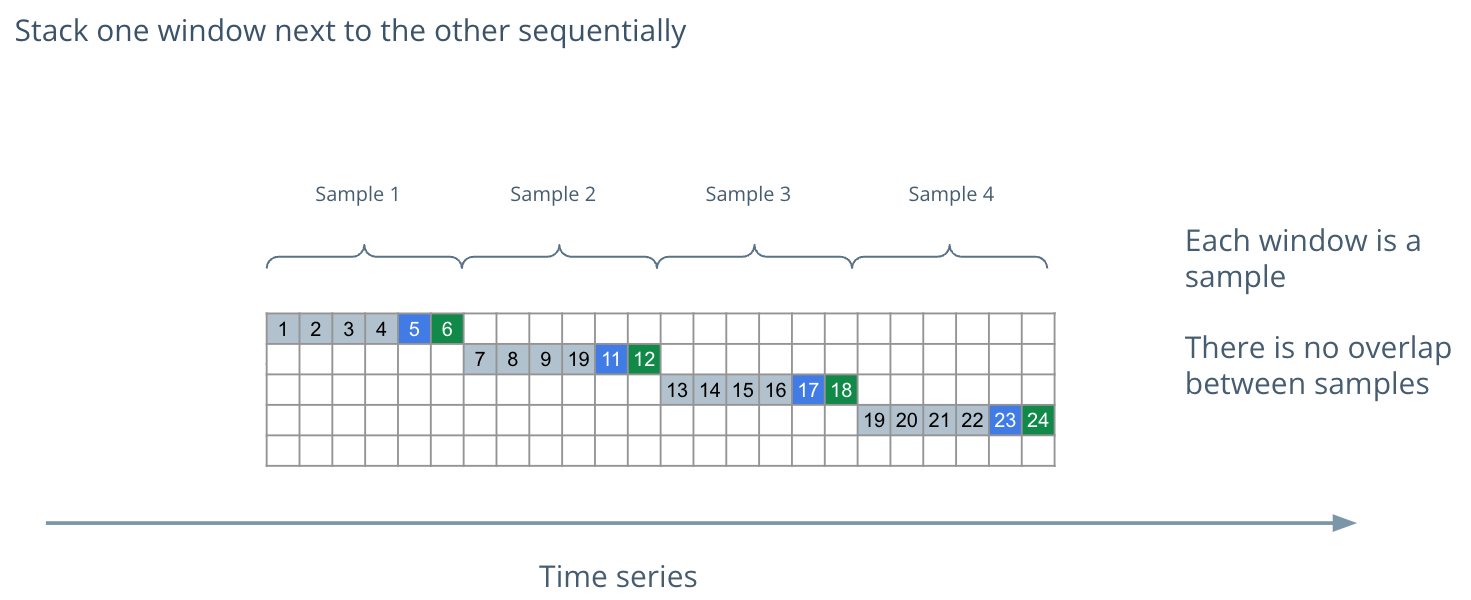 Stack one window next to the other sequentially
Sample 1 Sample 2 Sample 3 Sample 4
Each window is a
sample
1 2 3 4 5 6
7 8 9 19 11 12
There is no overlap
between samples
13 14 15 16 17 18
19 20 21 22 23 24
Time series